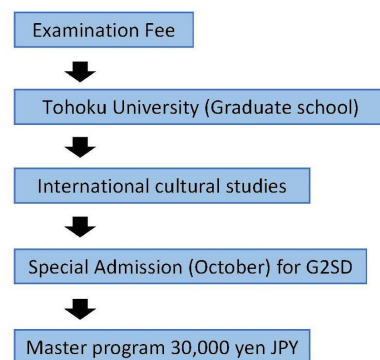 Examination Fee
Tohoku University (Graduate school)
International cultural studies
Special Admission (October) for G2SD
Master program 30,000 yen JPY